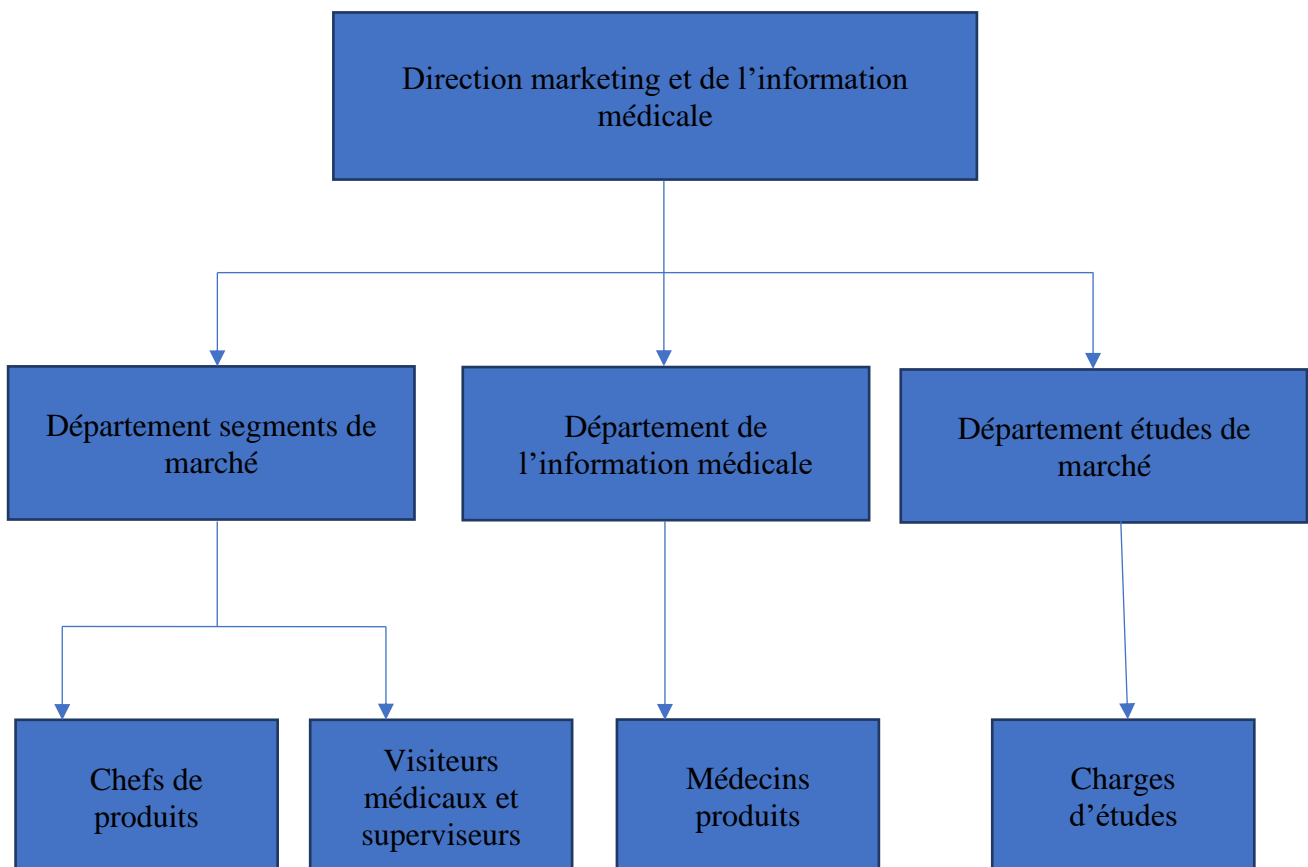 Direction marketing et de l’information
médicale
Département segments de
marché
Département de
l’information médicale
Département études de
marché
Chefs de
produits
Visiteurs
médicaux et
superviseurs
Médecins
produits
Charges
d’études